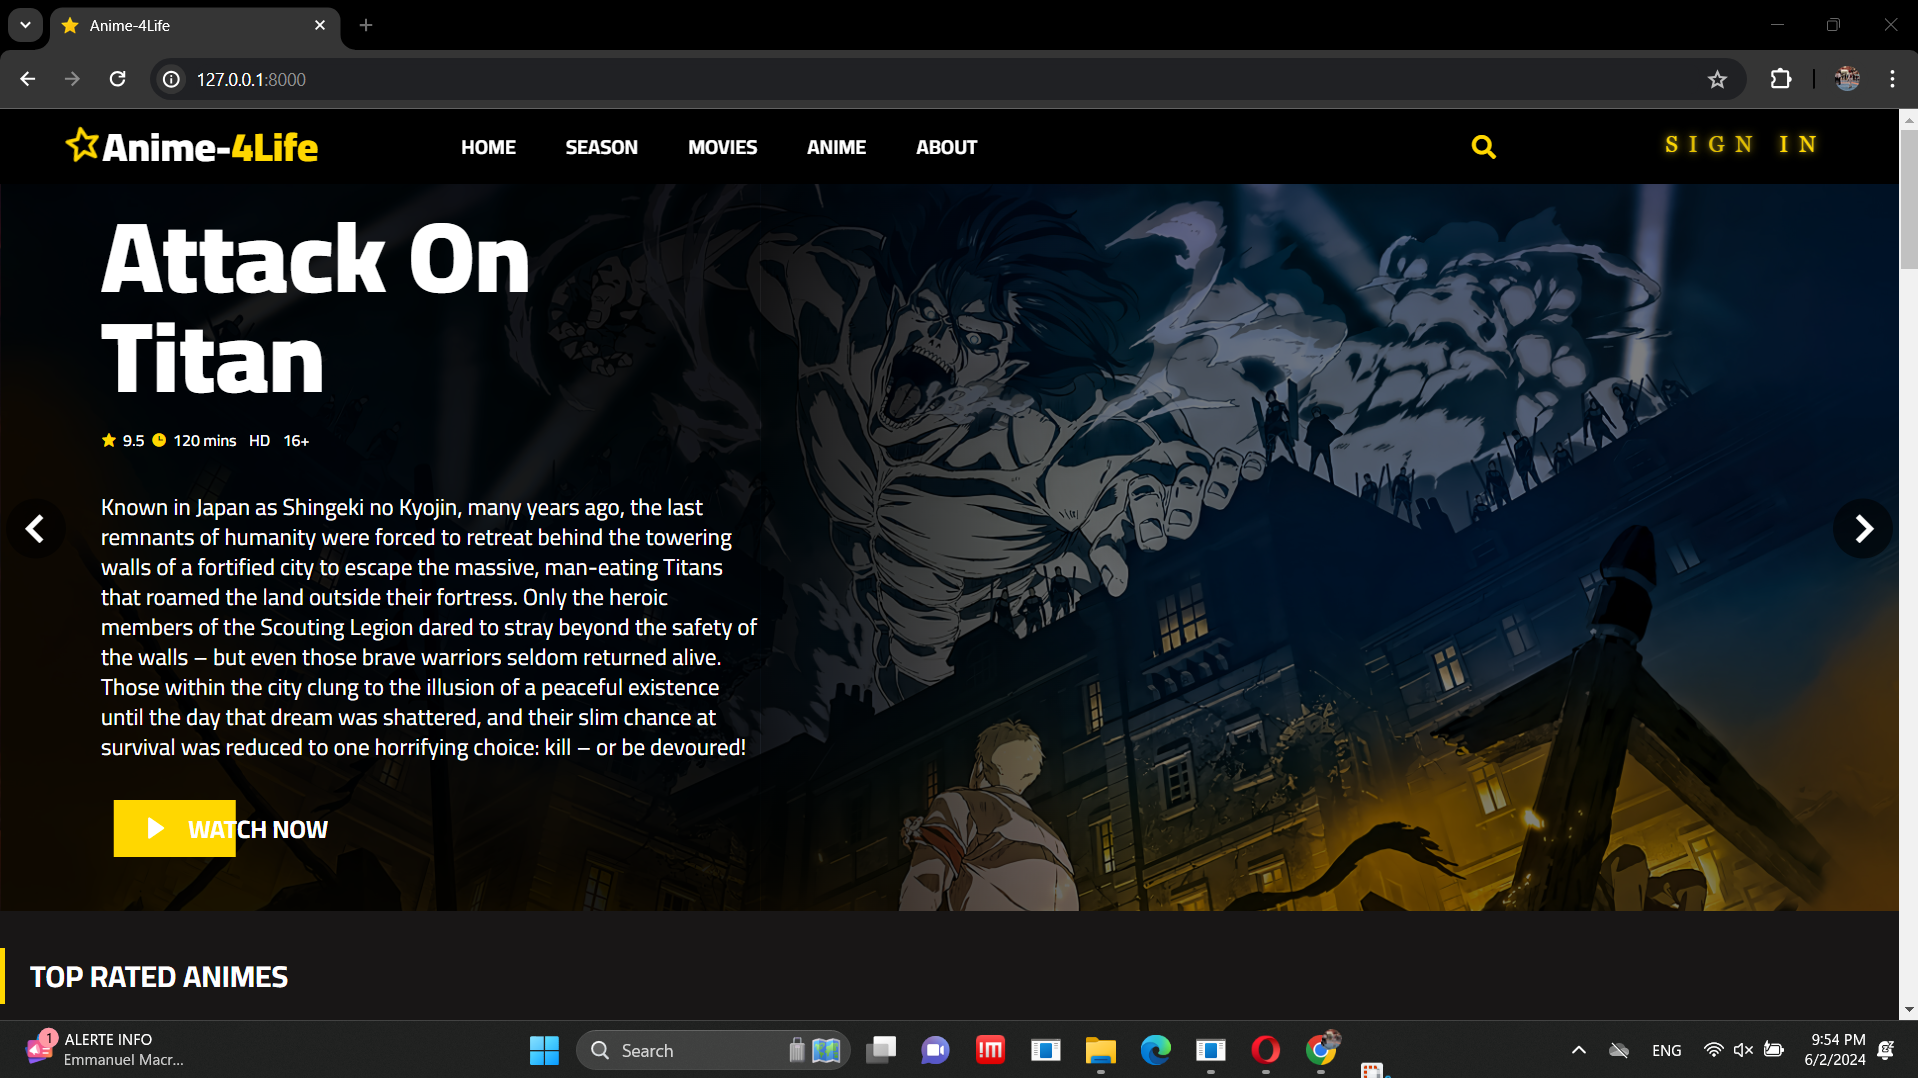 Anime-4Life
127.0.0.1:8000
Anime-4Life
HOME SEASON MOVIES ANIME ABOUT
SIGN IN
Attack On
Titan
9.5 120 mins HD 16+
Known in Japan as Shingeki no Kyojin, many years ago, the last
remnants of humanity were forced to retreat behind the towering
walls of a fortified city to escape the massive, man-eating Titans
that roamed the land outside their fortress. Only the heroic
members of the Scouting Legion dared to stray beyond the safety of
the walls – but even those brave warriors seldom returned alive.
Those within the city clung to the illusion of a peaceful existence
until the day that dream was shattered, and their slim chance at
survival was reduced to one horrifying choice: kill – or be devoured!
WATCH NOW
TOP RATED ANIMES
1
ALERTE INFO
Emmanuel Macr...
Search
!M
ENG
9:54 PM
6/2/2024